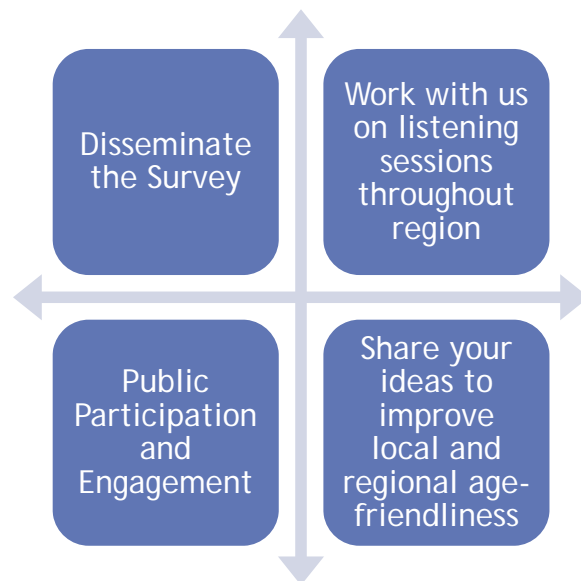 Disseminate
the Survey
Work with us
on listening
sessions
throughout
region
Public
Participation
and
Engagement
Share your
ideas to
improve
local and
regional age-
friendliness